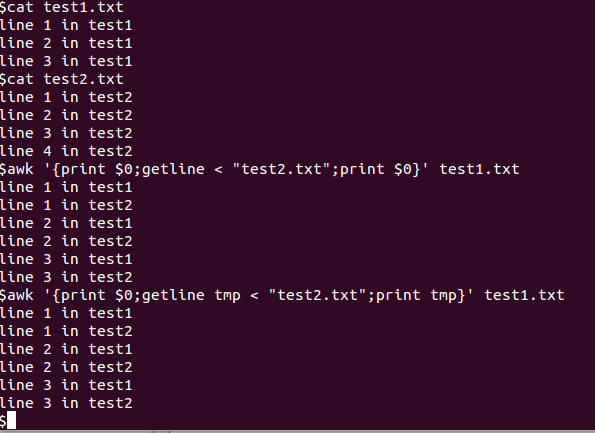 $cat test1.txt
line 1 in test1
line 2 in test1
line 3 in test1
$cat test2.txt
line 1 in test2
line 2 in test2
line 3 in test2
line 4 in test2
$awk '{print $0;getline < "test2.txt";print $0}' test1.txt
line 1 in test1
line 1 in test2
line 2 in test1
line 2 in test2
line 3 in test1
line 3 in test2
$awk '{print $0;getline tmp < "test2.txt";print tmp}' test1.txt
line 1 in test1
line 1 in test2
line 2 in test1
line 2 in test2
line 3 in test1
line 3 in test2
$